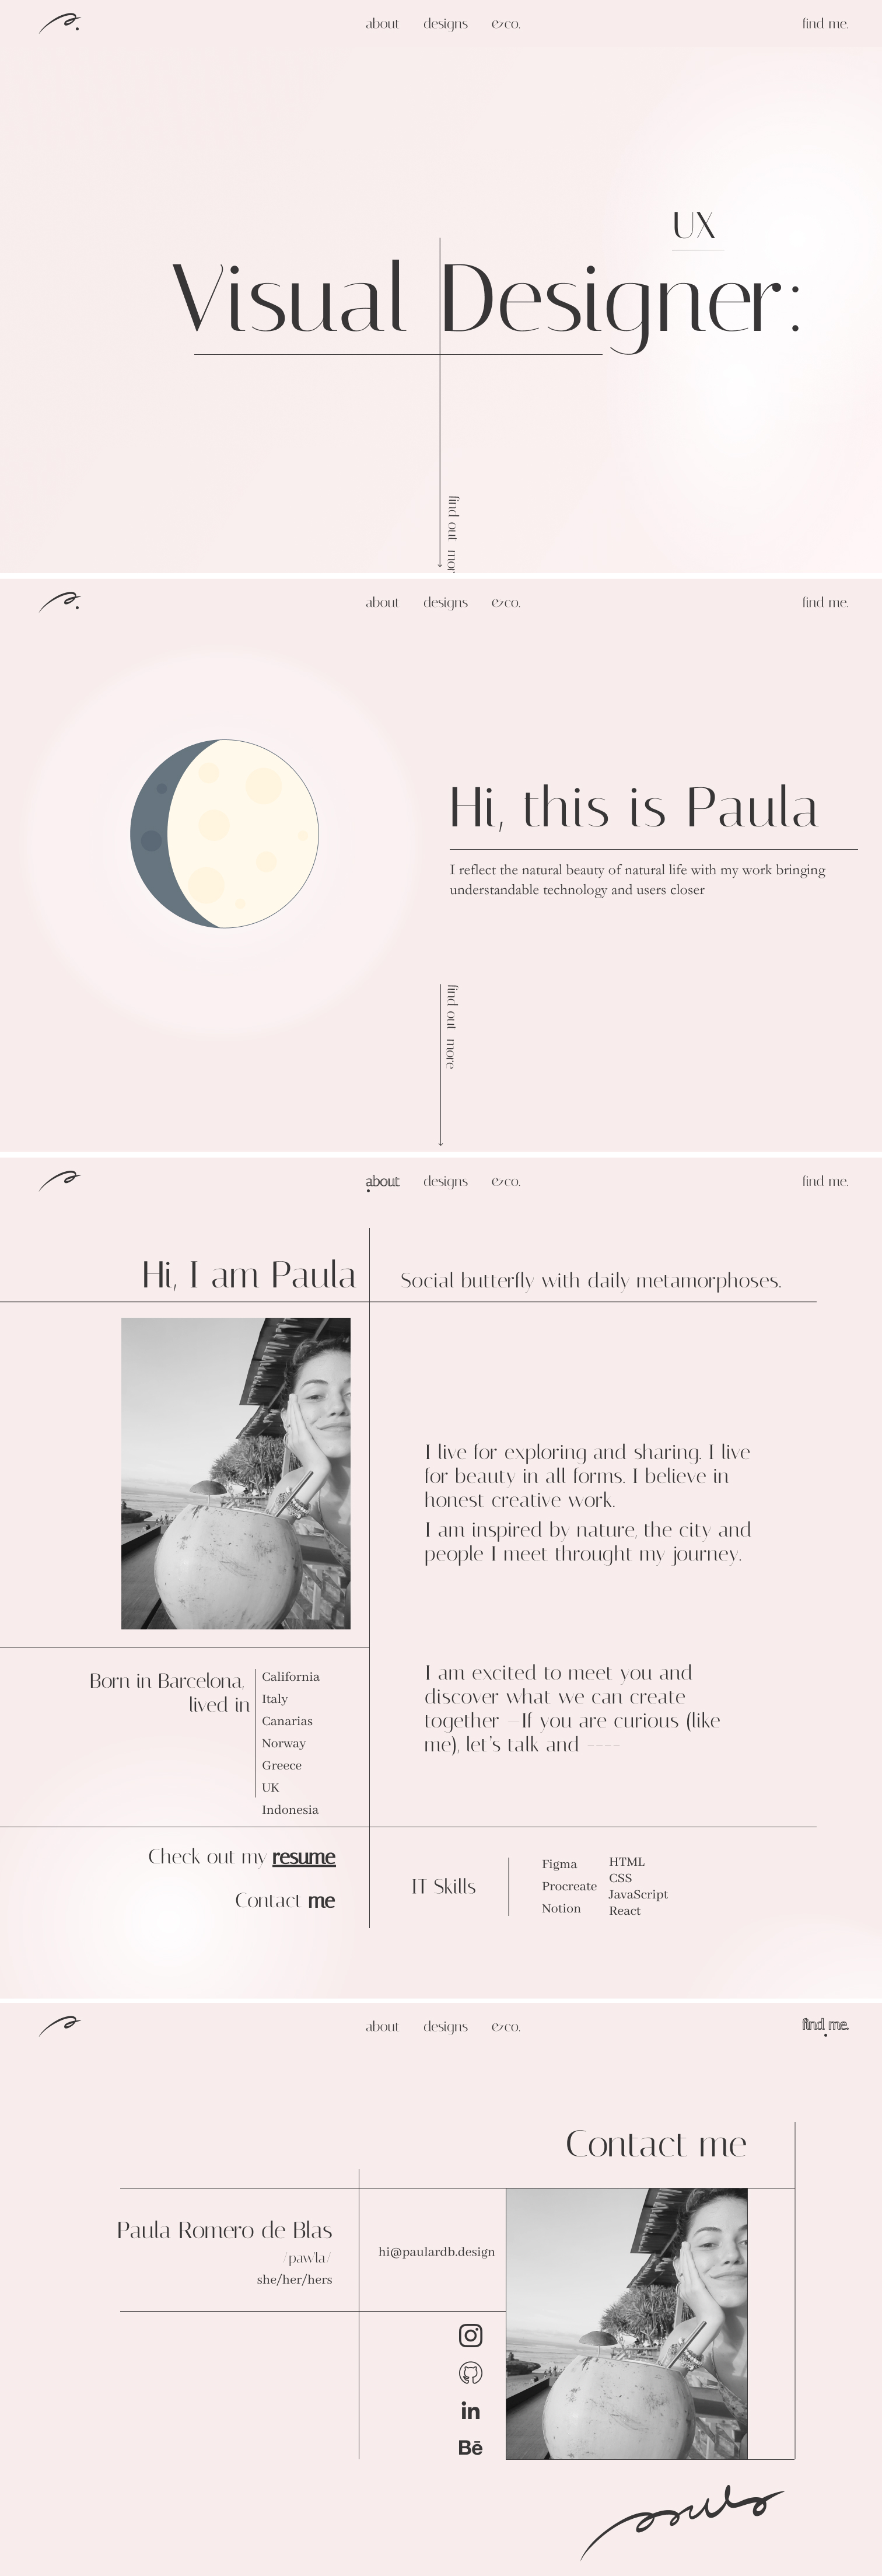 about designs &co. find me.
UX
Visual Designer:
find out mor
about designs &co. find me.
Hi, this is Paula
I reflect the natural beauty of natural life with my work bringing
understandable technology and users closer
find out more
about designs &co. find me.
Hi, I am Paula
Social butterfly with daily metamorphoses.
I live for exploring and sharing. I live
for beauty in all forms. I believe in
honest creative work.
I am inspired by nature, the city and
people I meet throught my journey.
Born in Barcelona,
lived in
California
Italy
Canarias
Norway
Greece
UK
Indonesia
I am excited to meet you and
discover what we can create
together —If you are curious (like
me), let's talk and ----
Check out my resume
Contact me
IT Skills
Figma
Procreate
Notion
HTML
CSS
JavaScript
React
about designs &co. find me.
Contact me
Paula Romero de Blas
/pawla/
she/her/hers
hi@paulardb.design
in
Bē
paula